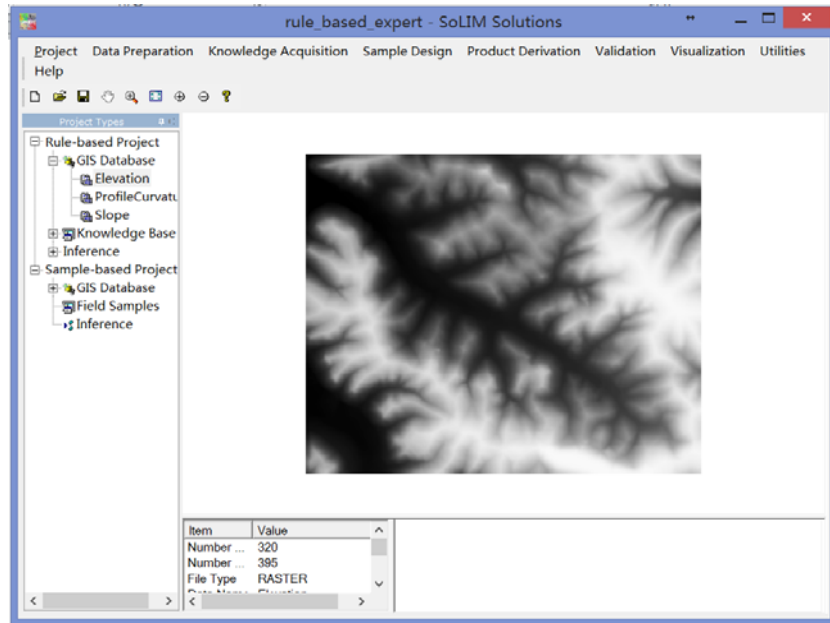 rule_based_expert - SoLIM Solutions
Project Data Preparation Knowledge Acquisition Sample Design Product Derivation Validation Visualization Utilities
Help
Project Types
Rule-based Project
GIS Database
Elevation
ProfileCurvatu
Slope
Knowledge Base
Inference
Sample-based Project
GIS Database
Field Samples
Inference
Item Value
Number ... 320
Number ... 395
File Type RASTER